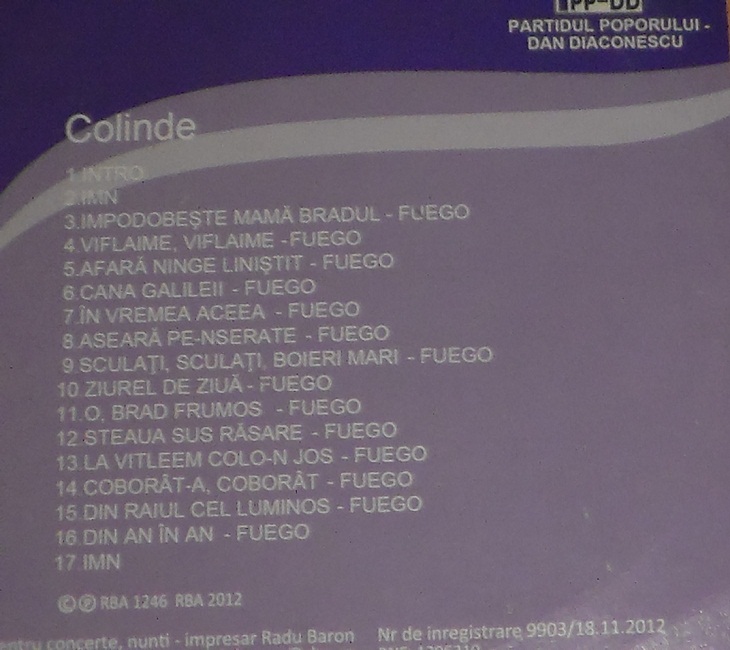 PP-DD
PARTIDUL POPORULUI -
DAN DIACONESCU
Colinde
1.INTRO
2.IMN
3.IMPODOBEȘTE MAMĂ BRADUL - FUEGO
4.VIFLAIME, VIFLAIME -FUEGO
5.AFARĂ NINGE LINIȘTIT - FUEGO
6.CANA GALILEII - FUEGO
7.ÎN VREMEA ACEEA - FUEGO
8.ASEARĂ PE-NSERATE - FUEGO
9.SCULAŢI, SCULAŢI, BOIERI MARI - FUEGO
10.ZIUREL DE ZIUĂ - FUEGO
11.O, BRAD FRUMOS - FUEGO
12.STEAUA SUS RĂSARE - FUEGO
13.LA VITLEEM COLO-N JOS - FUEGO
14.COBORÂT-A, COBORÂT - FUEGO
15.DIN RAIUL CEL LUMINOS - FUEGO
16.DIN AN ÎN AN - FUEGO
17.IMN
©℗ RBA 1246 RBA 2012
concerte, nunti - impresar Radu Baron Nr de inregistrare 9903/18.11.2012